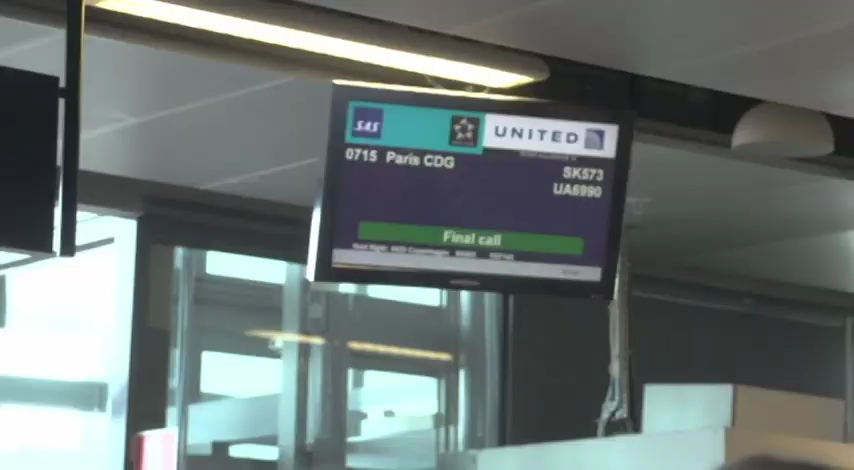 SAS
UNITED
0715 Paris CDG
SK573
UA6990
Final call